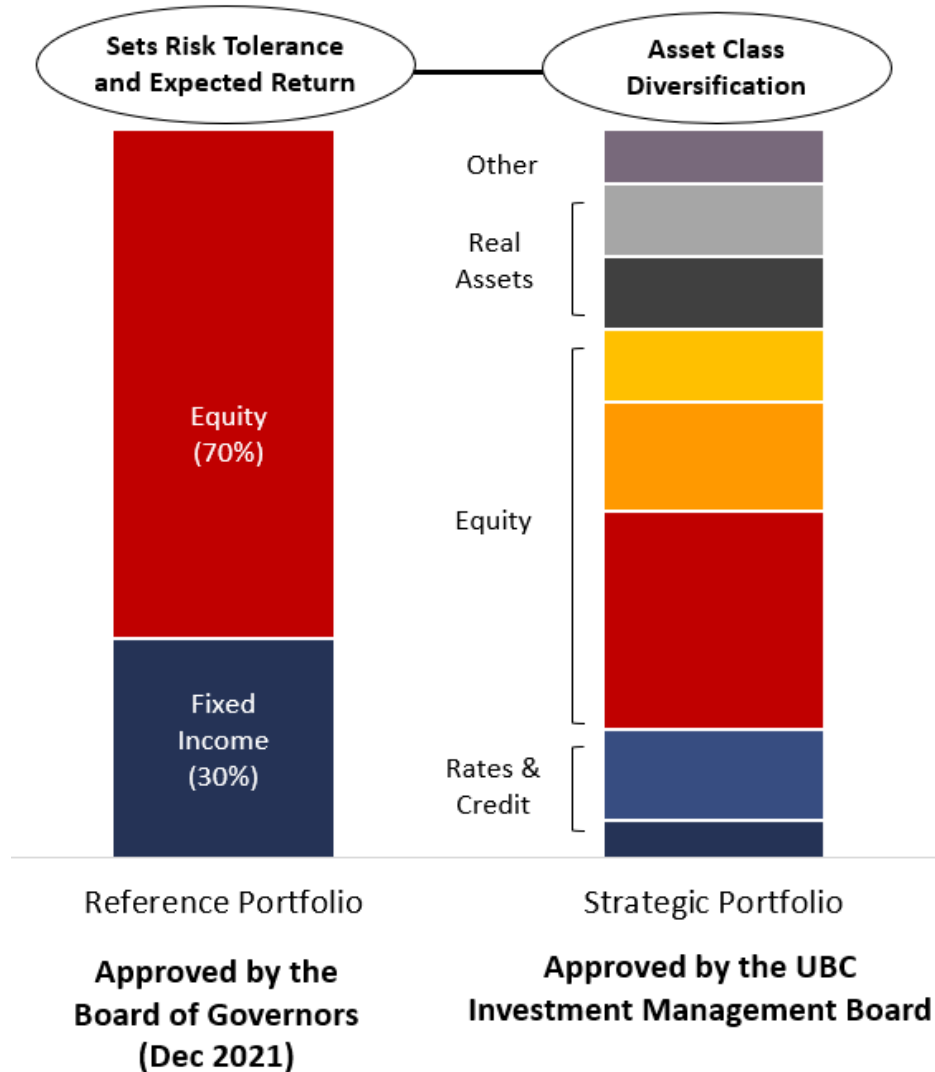 Sets Risk Tolerance
and Expected Return
Asset Class
Diversification
Equity
(70%)
Fixed
Income
(30%)
Other
Real
Assets
Equity
Rates &
Credit
Reference Portfolio
Approved by the
Board of Governors
(Dec 2021)
Strategic Portfolio
Approved by the UBC
Investment Management Board